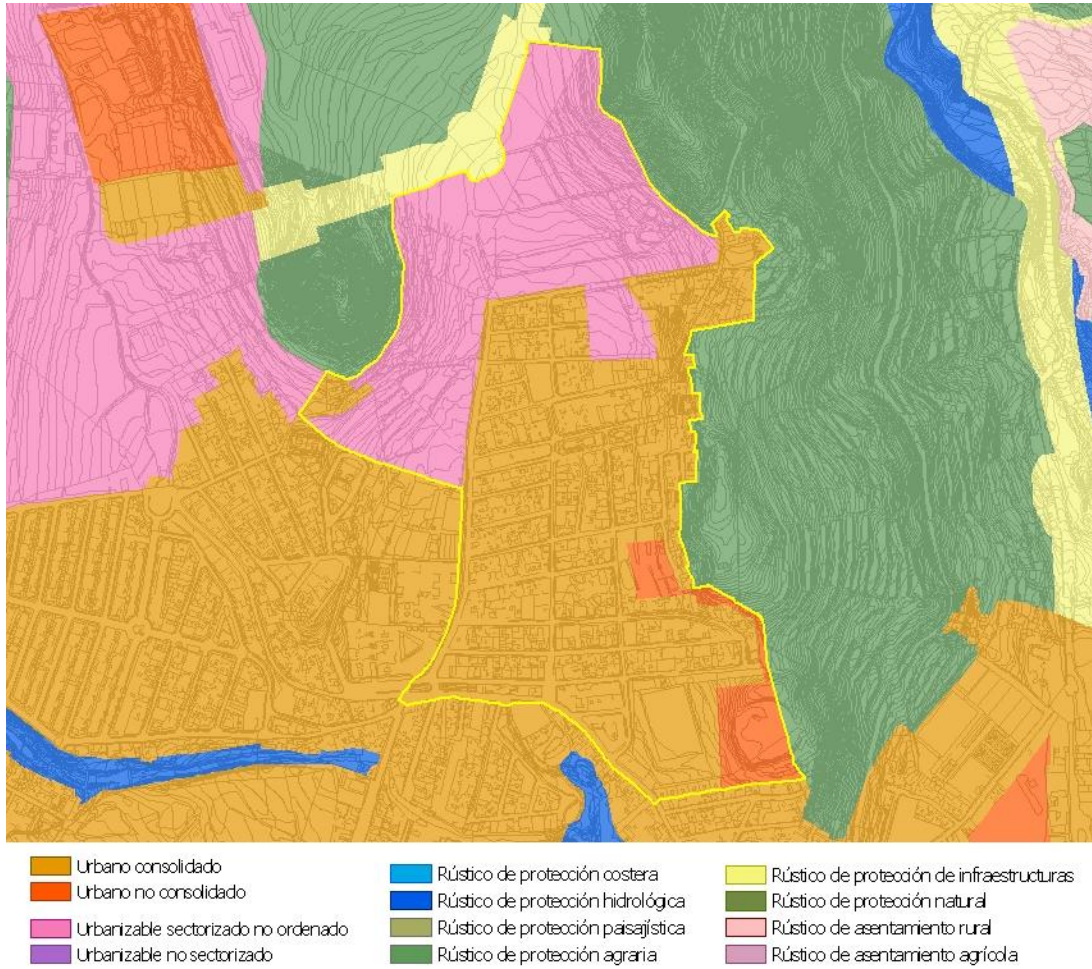 Urbano consolidado
Urbano no consolidado
Urbanizable sectorizado no ordenado
Urbanizable no sectorizado
Rústico de protección costera
Rústico de protección hidrológica
Rústico de protección paisajística
Rústico de protección agraria
Rústico de protección de infraestructuras
Rústico de protección natural
Rústico de asentamiento rural
Rústico de asentamiento agrícola